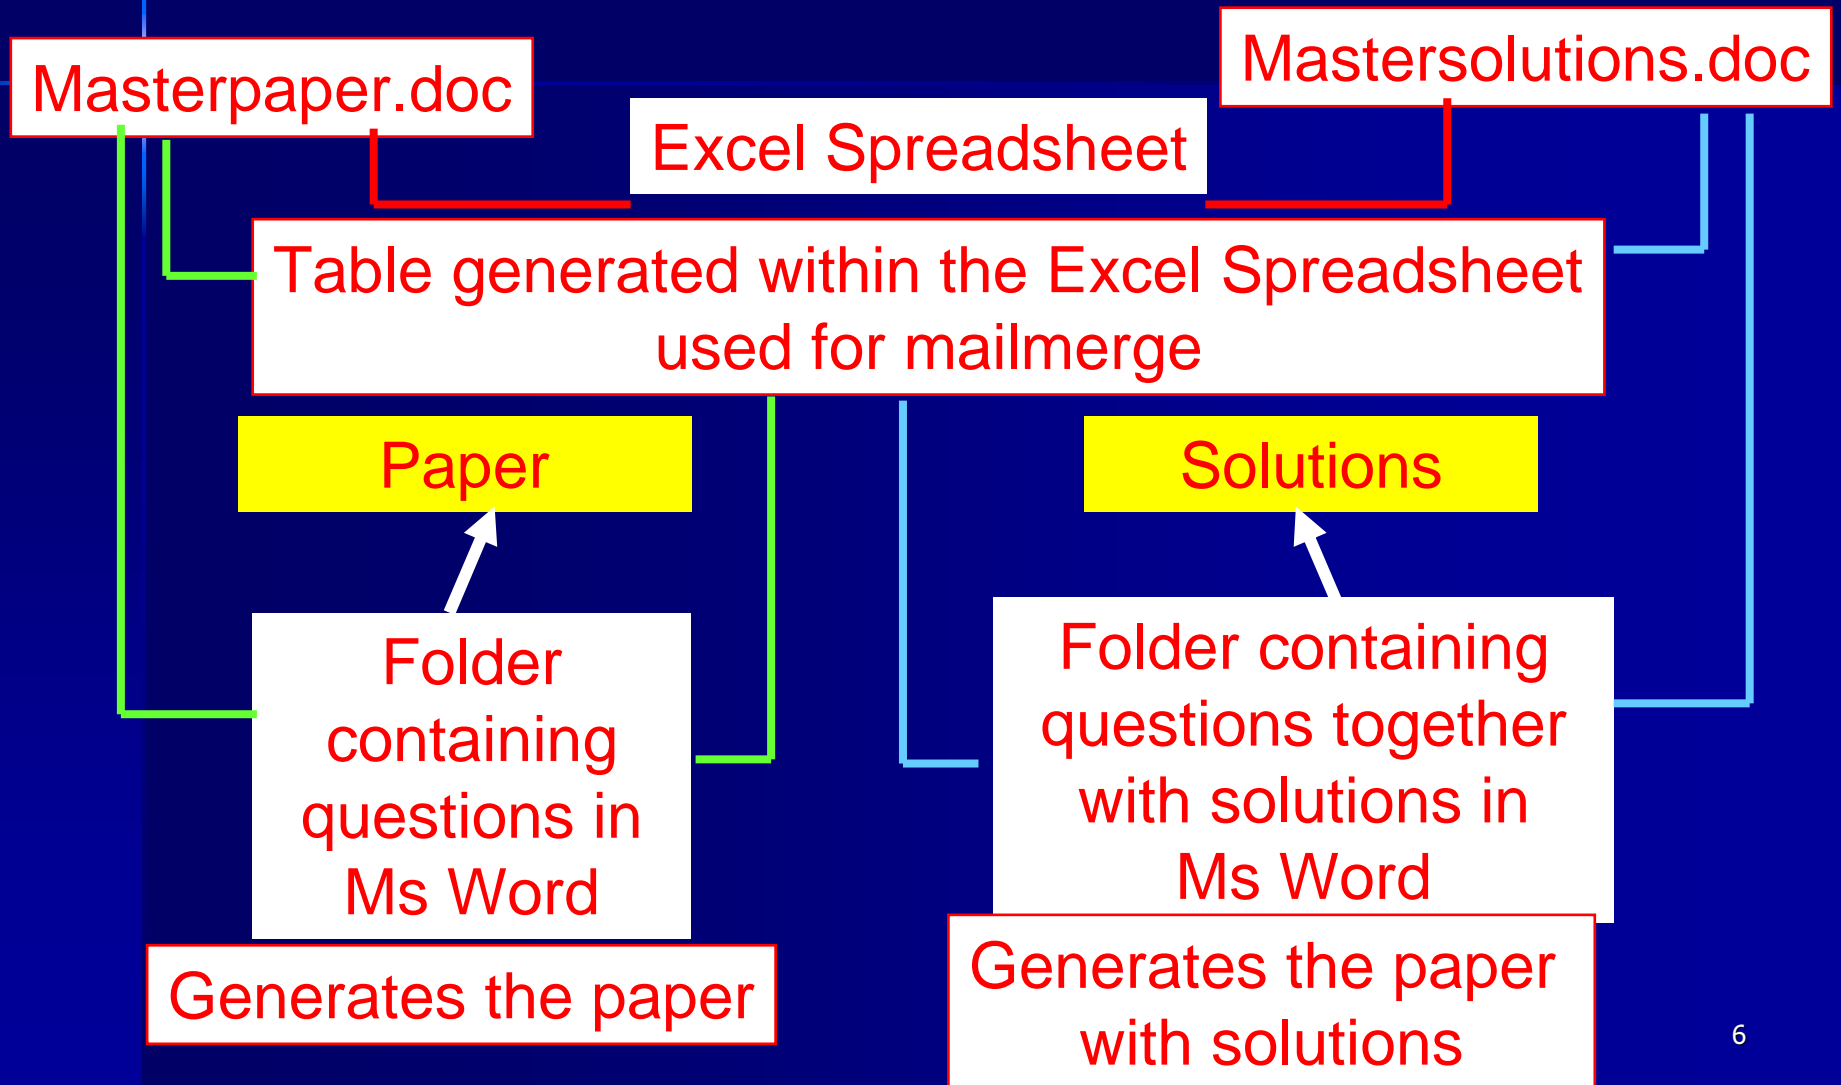 Masterpaper.doc
Mastersolutions.doc
Excel Spreadsheet
Table generated within the Excel Spreadsheet
used for mailmerge
Paper
Solutions
Folder
containing
questions in
Ms Word
Folder containing
questions together
with solutions in
Ms Word
Generates the paper
Generates the paper
with solutions
6